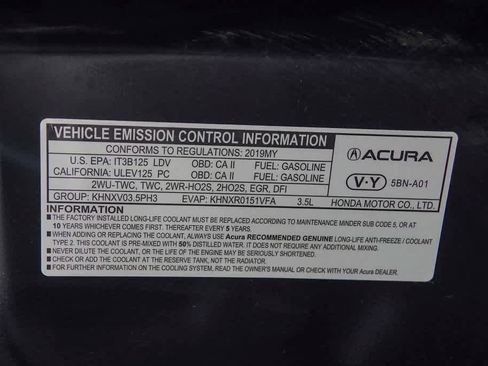 VEHICLE EMISSION CONTROL INFORMATION
CONFORMS TO REGULATIONS: 2019MY
U.S. EPA: IT3B125 LDV OBD: CA II FUEL: GASOLINE
CALIFORNIA: ULEV125 PC OBD: CA II FUEL: GASOLINE
2WU-TWC, TWC, 2WR-HO2S, 2HO2S, EGR, DFI
GROUP: KHNXV03.5PH3 EVAP: KHNXR0151VFA 3.5L
ACURA
V·Y 5BN-A01
HONDA MOTOR CO., LTD.
IMPORTANT
■ THE FACTORY INSTALLED LONG-LIFE COOLANT MUST BE REPLACED ACCORDING TO MAINTENANCE MINDER SUB CODE 5, OR AT
10 YEARS WHICHEVER COMES FIRST. THEREAFTER EVERY 5 YEARS.
■ WHEN ADDING OR REPLACING THE COOLANT, ALWAYS USE Acura RECOMMENDED GENUINE LONG-LIFE ANTI-FREEZE / COOLANT
TYPE 2. THIS COOLANT IS PRE-MIXED WITH 50% DISTILLED WATER. IT DOES NOT REQUIRE ANY ADDITIONAL MIXING.
■ NEVER DILUTE THE COOLANT, OR THE LIFE OF THE ENGINE MAY BE SERIOUSLY SHORTENED.
■ CHECK OR ADD COOLANT AT THE RESERVE TANK, NOT THE RADIATOR.
■ FOR FURTHER INFORMATION ON THE COOLING SYSTEM, READ THE OWNER'S MANUAL OR CHECK WITH AN Acura DEALER.